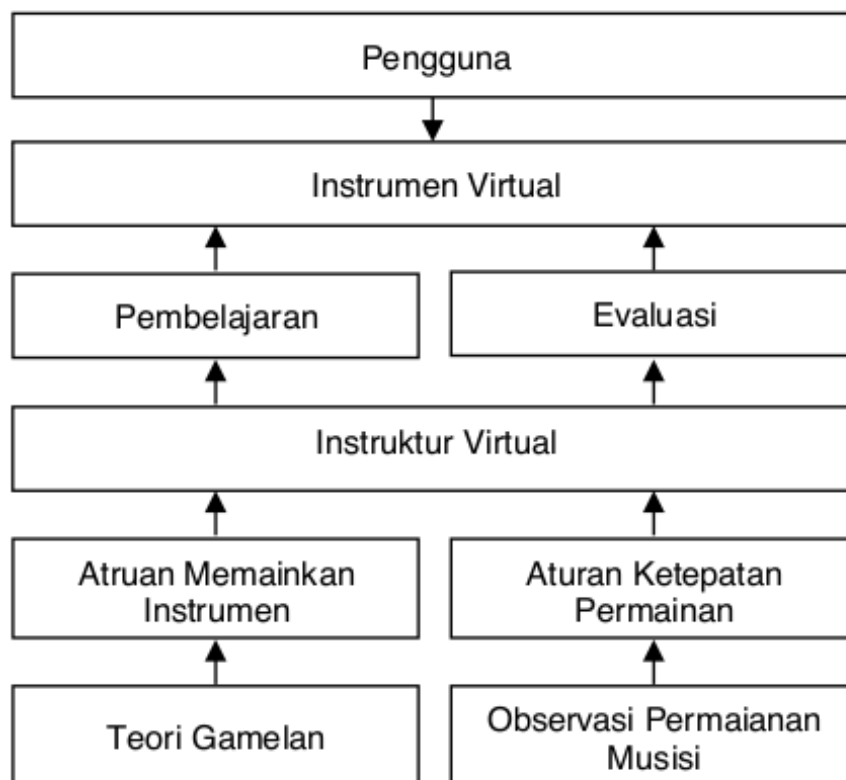 Pengguna
Instrumen Virtual
Pembelajaran
Evaluasi
Instruktur Virtual
Atruan Memainkan
Instrumen
Aturan Ketepatan
Permainan
Teori Gamelan
Observasi Permaianan
Musisi